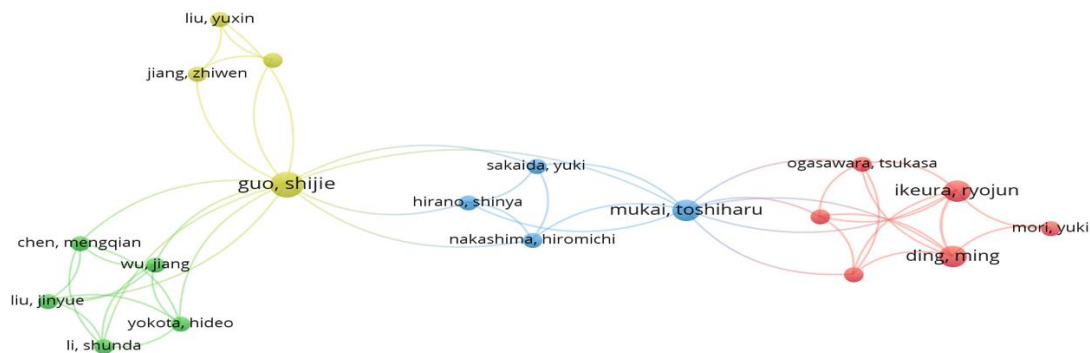 liu, yuxin
jiang, zhiwen
guo, shijie
sakaida, yuki
hirano, shinya
nakashima, hiromichi
mukai, toshiharu
ogasawara, tsukasa
ikeura, ryojun
mori, yuki
ding, ming
chen, mengqian
wu, jiang
liu, jinyue
yokota, hideo
li, shunda